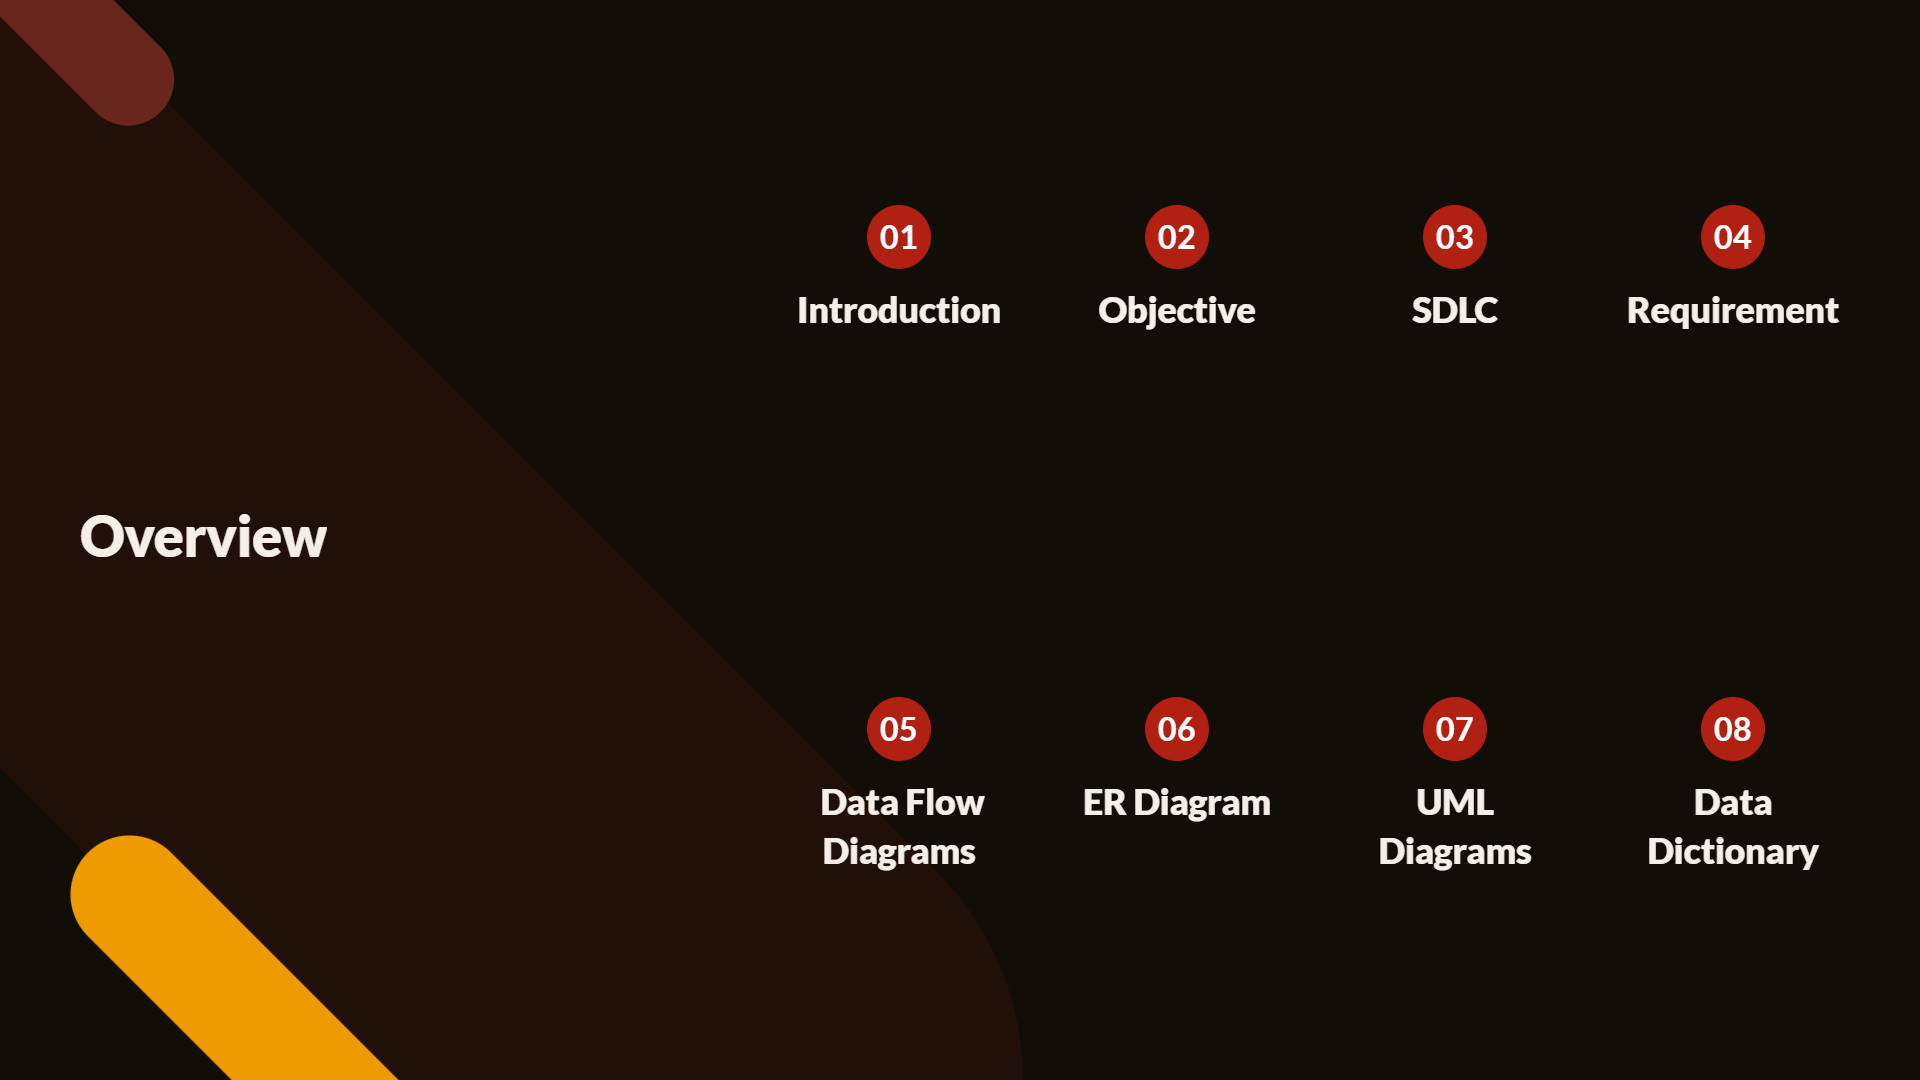 Overview
01
Introduction
02
Objective
03
SDLC
04
Requirement
05
Data Flow
Diagrams
06
ER Diagram
07
UML
Diagrams
08
Data
Dictionary